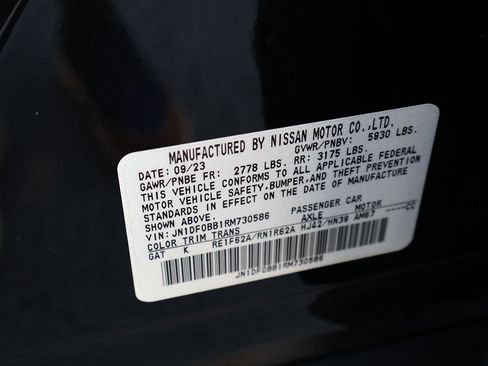 MANUFACTURED BY NISSAN MOTOR CO.,LTD.
DATE: 09/23 GVWR/PNBV: 5930 LBS.
GAWR/PNBE FR: 2778 LBS. RR: 3175 LBS.
THIS VEHICLE CONFORMS TO ALL APPLICABLE FEDERAL
MOTOR VEHICLE SAFETY,BUMPER,AND THEFT PREVENTION
STANDARDS IN EFFECT ON THE DATE OF MANUFACTURE
SHOWN ABOVE.
VIN: JN1DF0BB1RM730586 PASSENGER CAR
COLOR TRIM TRANS AXLE MOTOR
GAT K RE1F62A/RN1R62A HJ42/HN39 AM67 ----CC
JN1DF0BB1RM730586